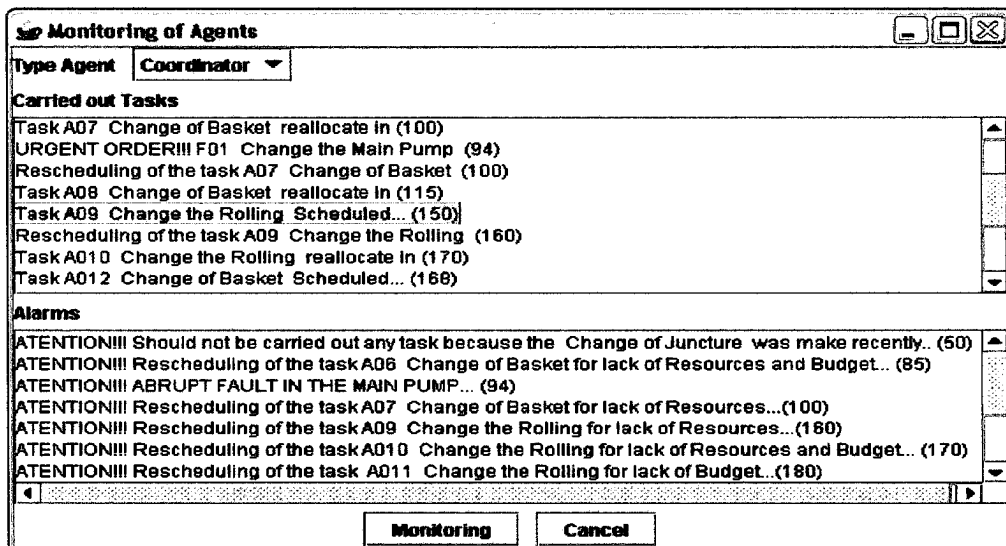 Monitoring of Agents
Type Agent Coordinator
Carried out Tasks
Task A07 Change of Basket reallocate in (100)
URGENT ORDER!!! F01 Change the Main Pump (94)
Rescheduling of the task A07 Change of Basket (100)
Task A08 Change of Basket reallocate in (115)
Task A09 Change the Rolling Scheduled... (150)
Rescheduling of the task A09 Change the Rolling (160)
Task A010 Change the Rolling reallocate in (170)
Task A012 Change of Basket Scheduled... (168)
Alarms
ATENTION!!! Should not be carried out any task because the Change of Juncture was make recently.. (50)
ATENTION!!! Rescheduling of the task A06 Change of Basket for lack of Resources and Budget... (85)
ATENTION!!! ABRUPT FAULT IN THE MAIN PUMP... (94)
ATENTION!!! Rescheduling of the task A07 Change of Basket for lack of Resources...(100)
ATENTION!!! Rescheduling of the task A09 Change the Rolling for lack of Resources...(160)
ATENTION!!! Rescheduling of the task A010 Change the Rolling for lack of Resources and Budget... (170)
ATENTION!!! Rescheduling of the task A011 Change the Rolling for lack of Budget...(180)
Monitoring Cancel